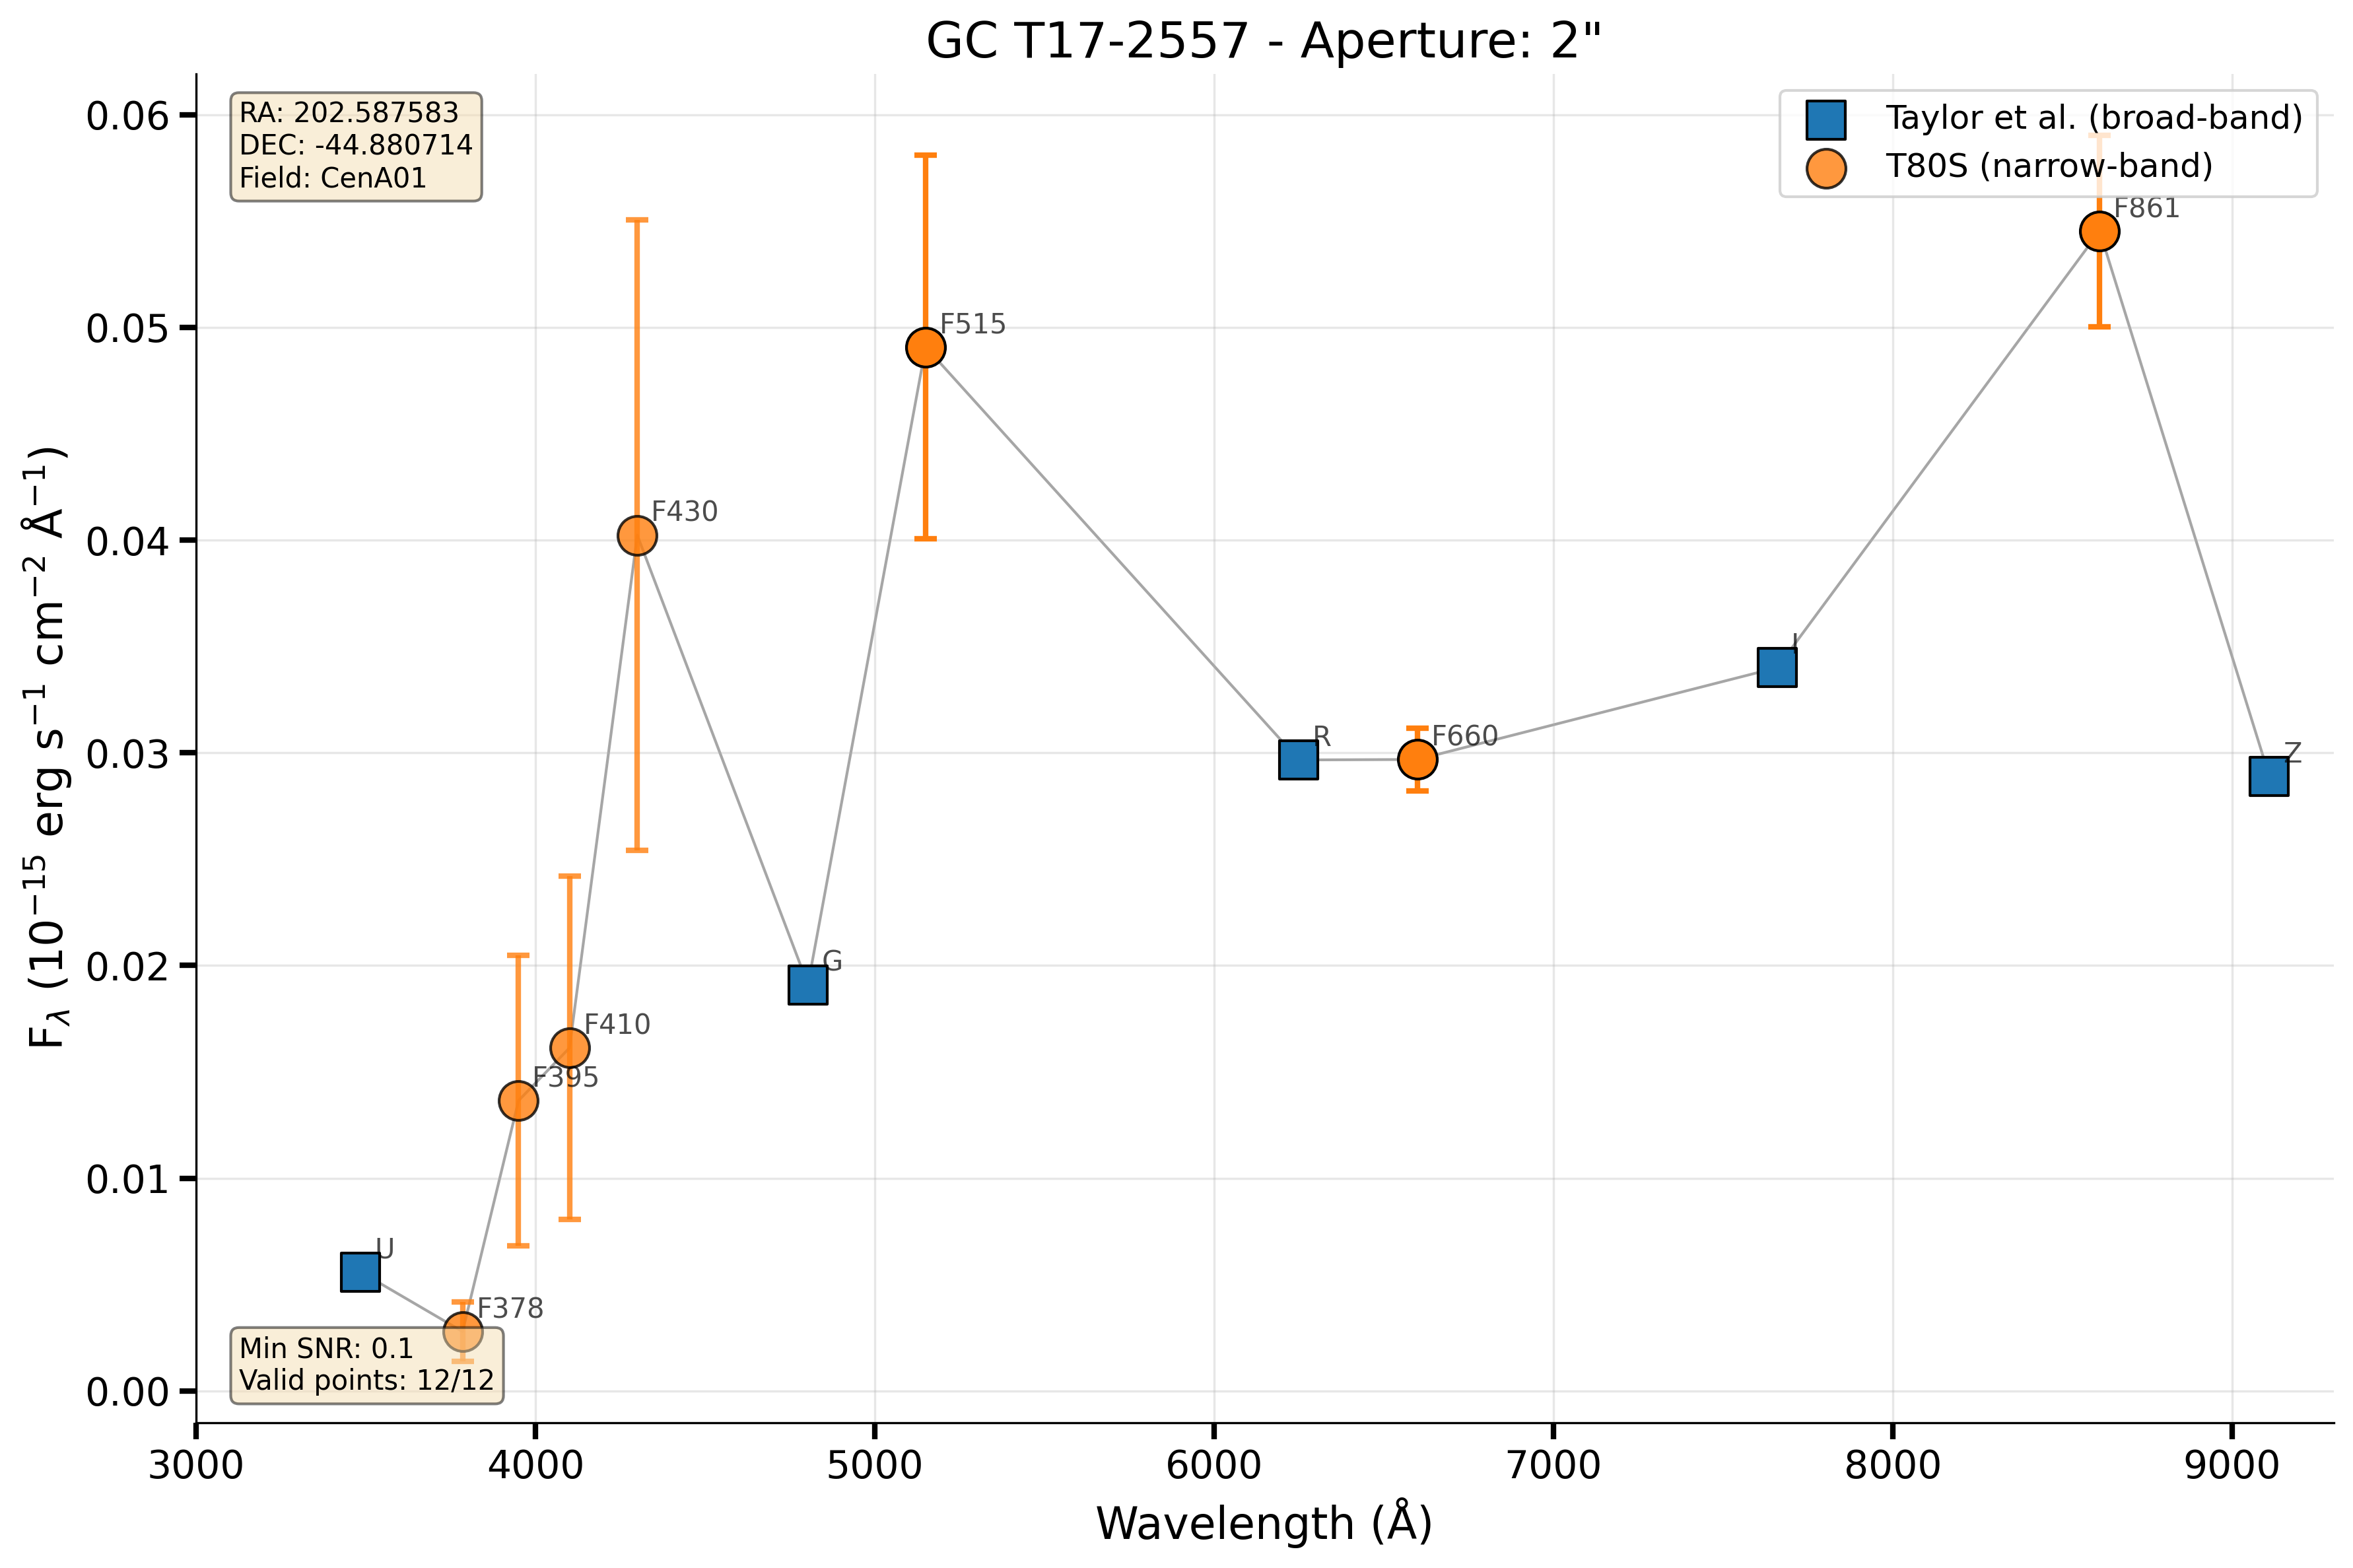 GC T17-2557 - Aperture: 2"
RA: 202.587583
DEC: -44.880714
Field: CenA01
Taylor et al. (broad-band)
T80S (narrow-band)
F861
F515
F430
I
R
F660
Z
G
F410
F395
U
F378
Min SNR: 0.1
Valid points: 12/12
0.06
0.05
0.04
0.03
0.02
0.01
0.00
3000 4000 5000 6000 7000 8000 9000
Wavelength (Å)
F_λ (10⁻¹⁵ erg s⁻¹ cm⁻² Å⁻¹)